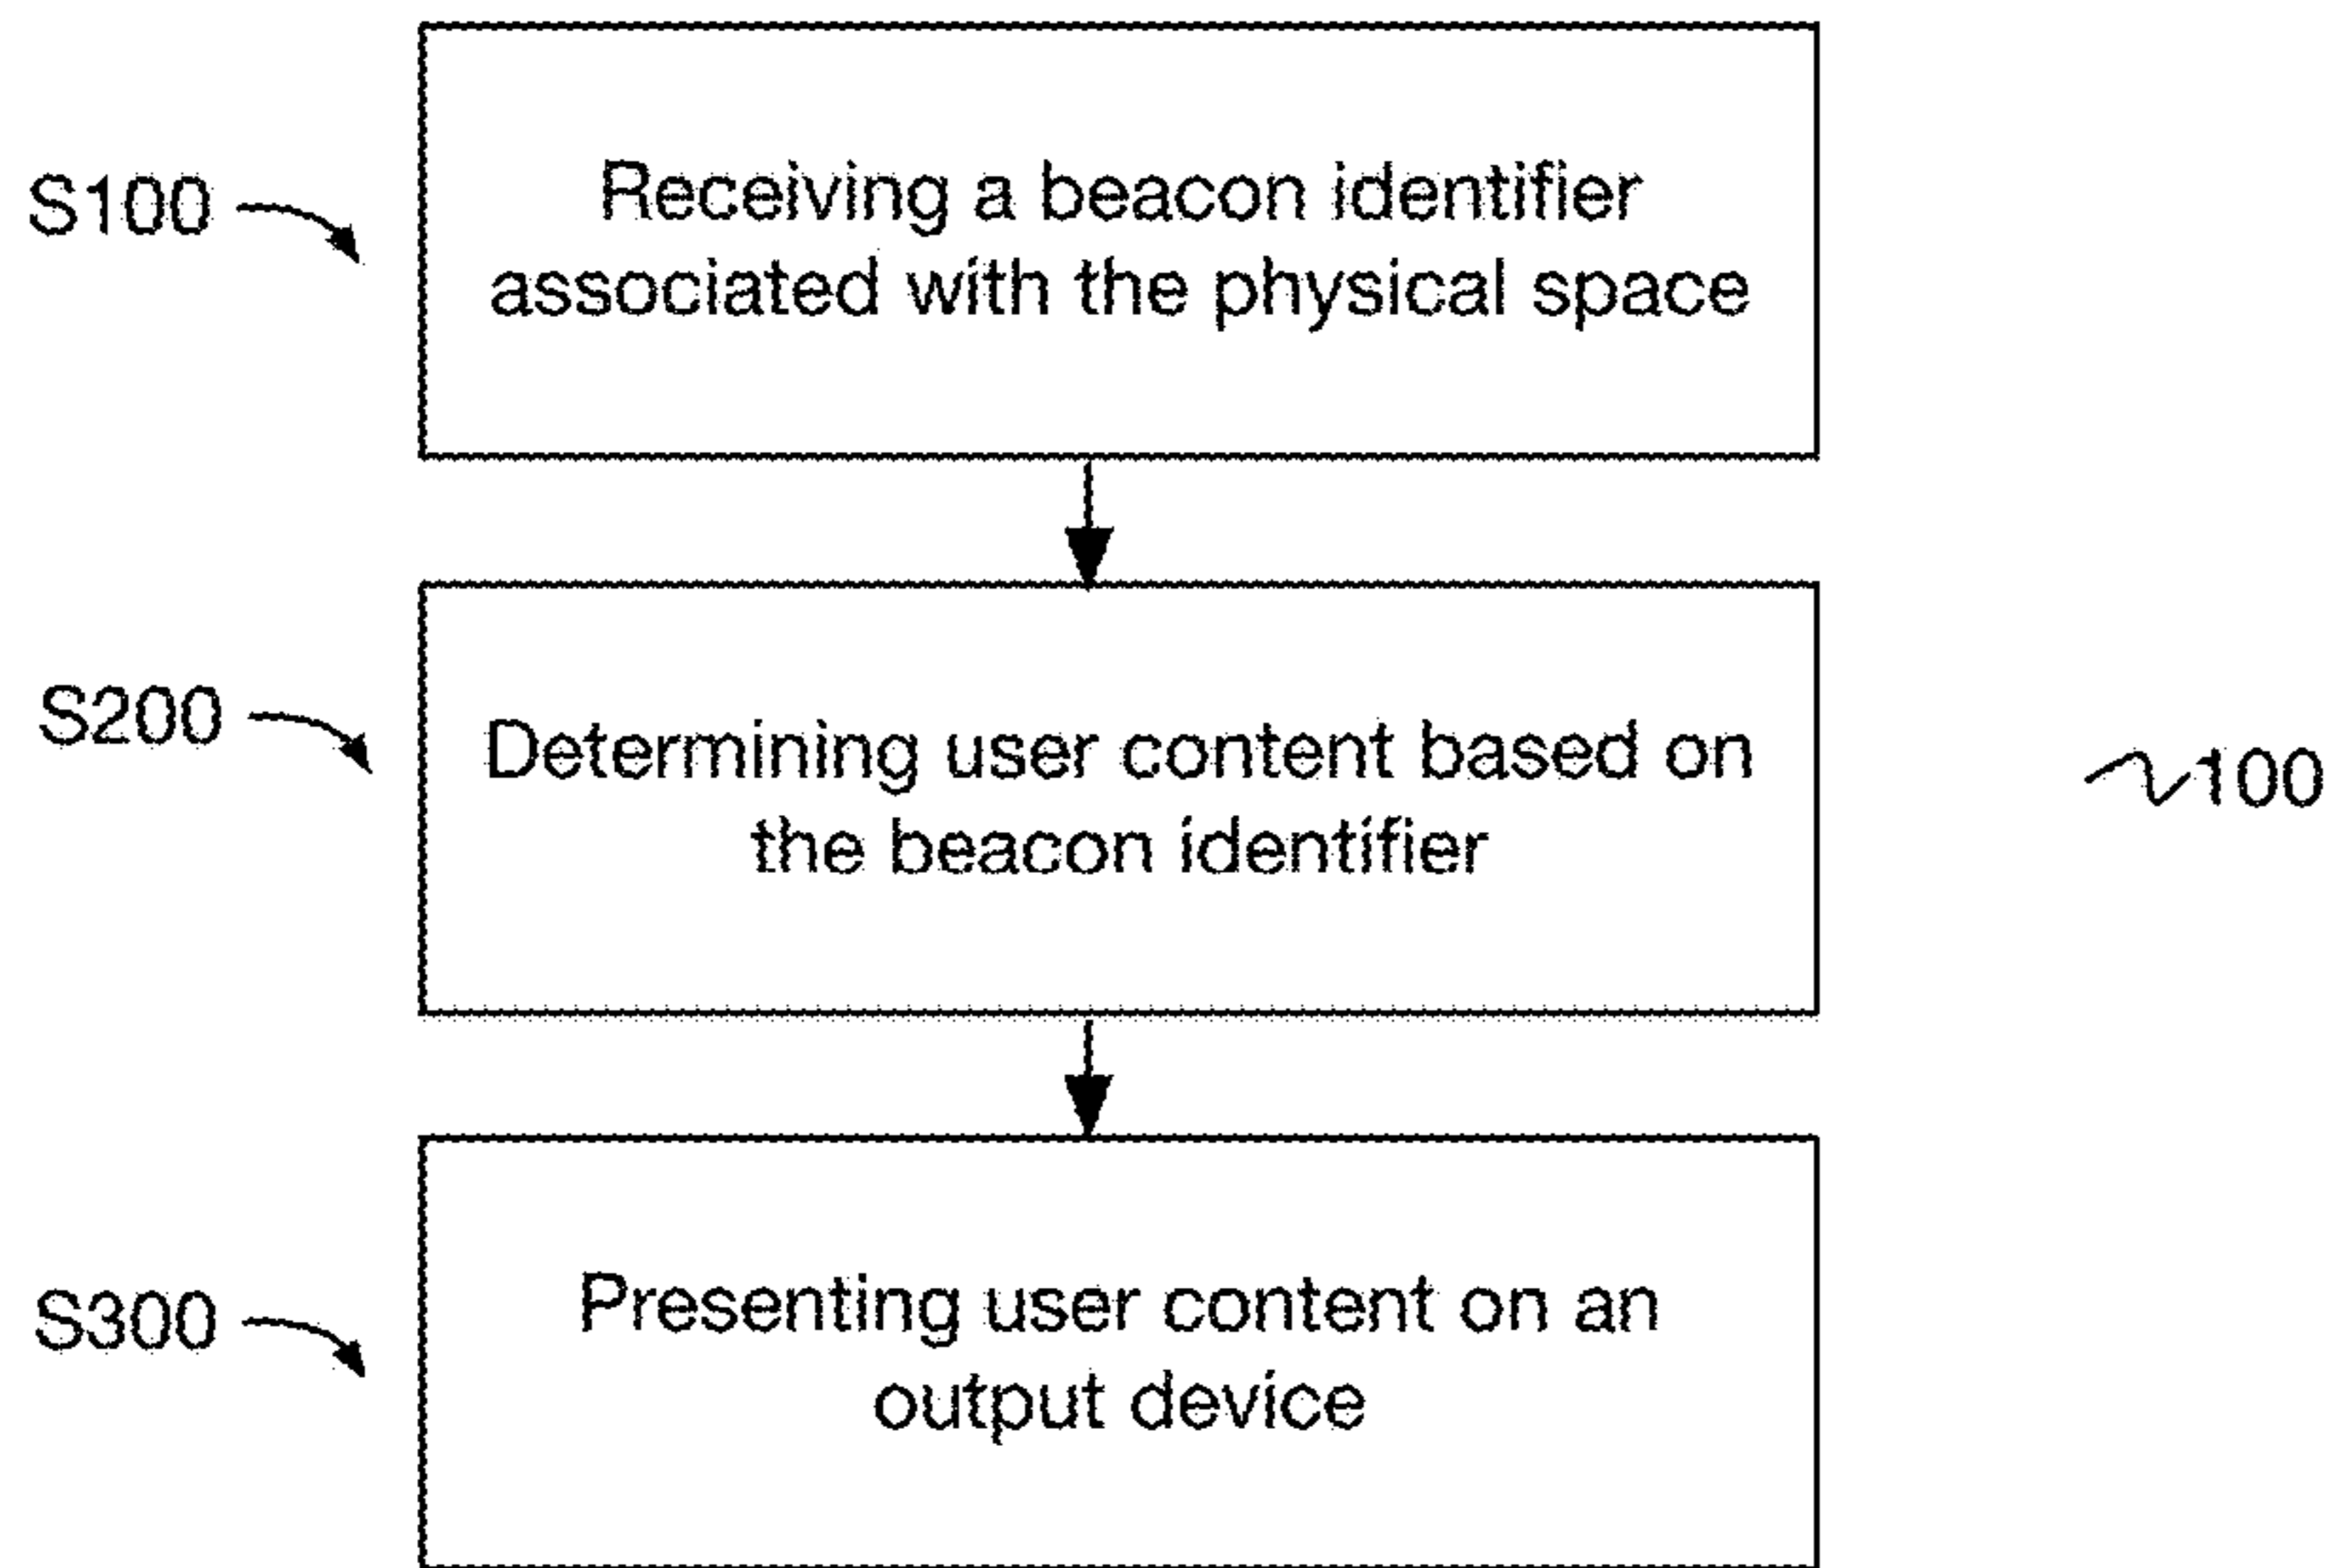 S100
Receiving a beacon identifier
associated with the physical space
S200
Determining user content based on
the beacon identifier
100
S300
Presenting user content on an
output device